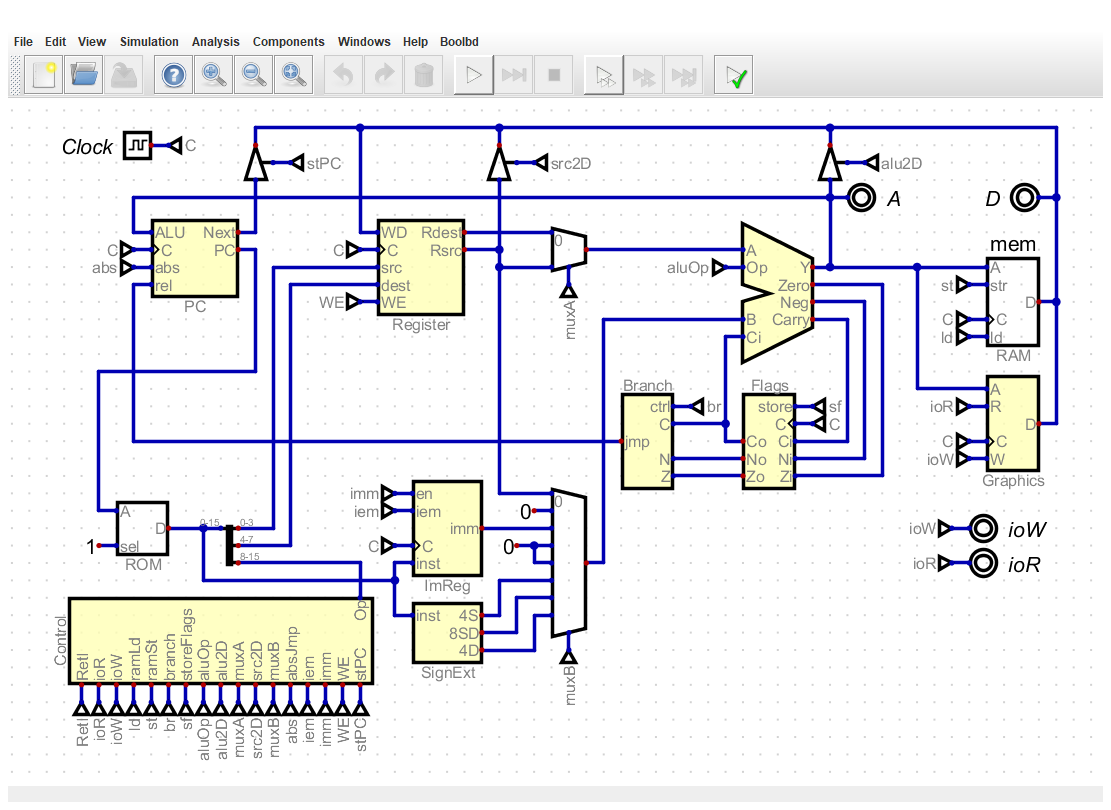 File Edit View Simulation Analysis Components Windows Help Boolbd
Clock C
stPC
src2D
alu2D
A
D
ALU Next
C C PC
abs abs
rel
PC
WD Rdest
C C Rsrc
src
dest
WE WE
Register
0
muxA
A
aluOp Op Y
Zero
Neg
B Carry
Ci
mem
A
st str
D
C C
ld ld
RAM
A
ioR R
D
C C
ioW W
Graphics
Branch
ctrl br
C
jmp
N
Z
Flags
store sf
C C
Co Ci
No Ni
Zo Zi
A
D
1 sel
ROM
0-15 0-3
4-7
8-15
imm en
iem iem
imm
C C
inst
ImReg
inst 4S
8SD
4D
SignExt
0
0
0
muxB
ioW ioW
ioR ioR
Control
Op
RetI ioR ioW ramLd ramSt branch storeFlags aluOp alu2D muxA src2D muxB absJmp iem imm WE stPC
RetI ioR ioW ld st br sf aluOp alu2D muxA src2D muxB abs iem imm WE stPC